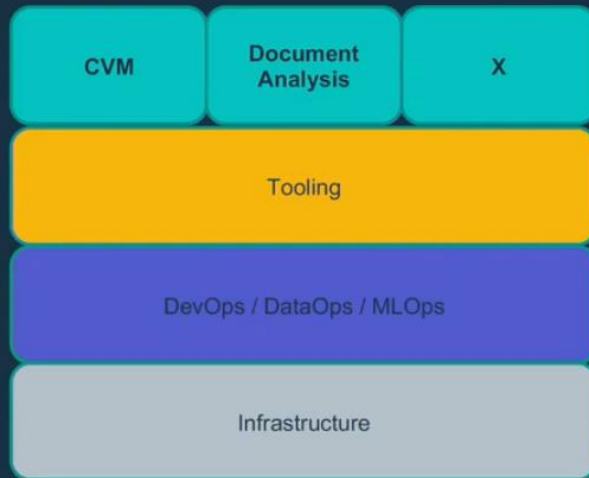 CVM
Document
Analysis
X
Tooling
DevOps / DataOps / MLOps
Infrastructure